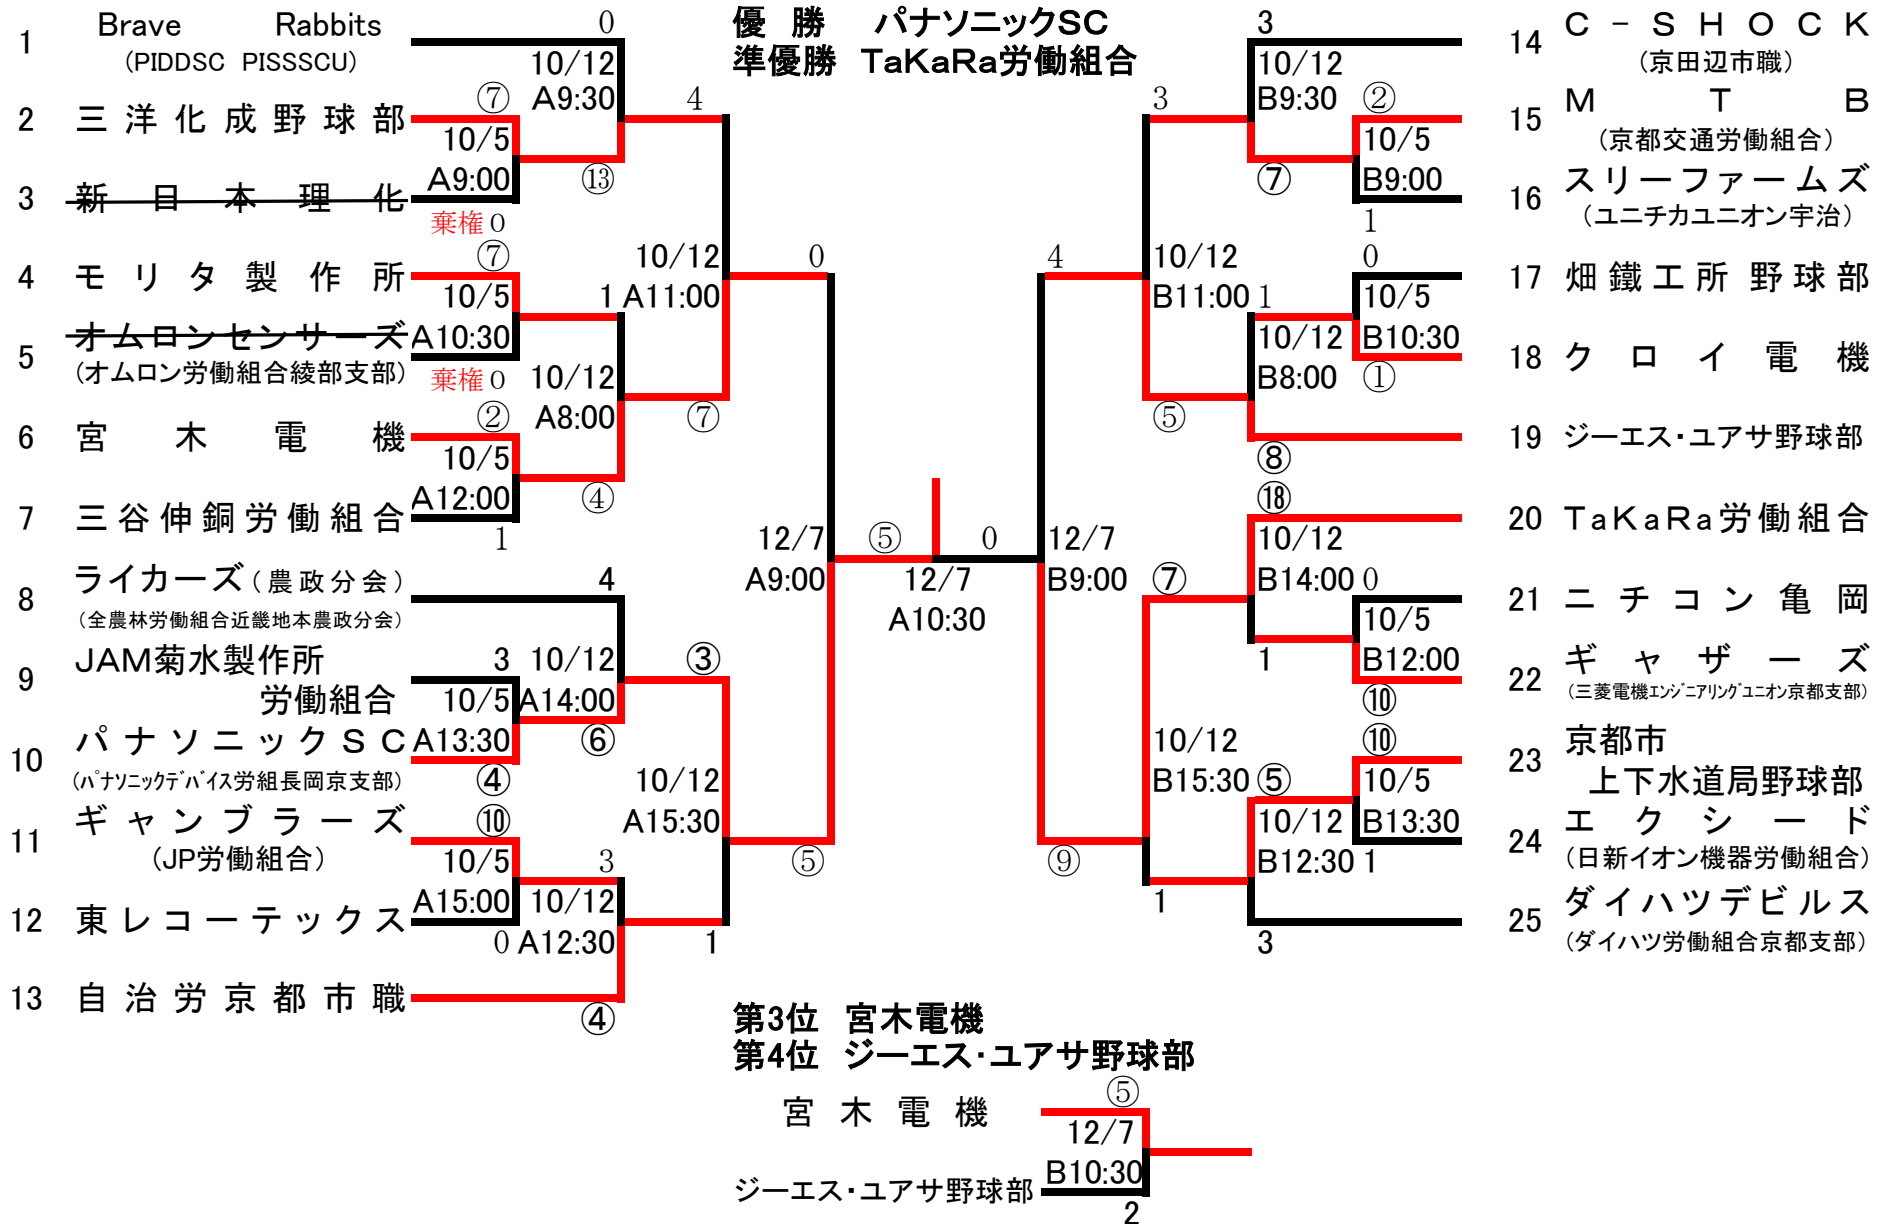 優勝 パナソニックSC
準優勝 TaKaRa労働組合
1 Brave Rabbits
(PIDDSC PISSSCU)
0
10/12
A9:30
2 三洋化成野球部
⑦
10/5
A9:00
4
3 新日本理化
棄権 0
⑬
4 モリタ製作所
⑦
10/5
A10:30
1
10/12
A11:00
0
5 オムロンセンサーズ
(オムロン労働組合綾部支部)
棄権 0
10/12
A8:00
6 宮木電機
②
10/5
A12:00
⑦
7 三谷伸銅労働組合
1
④
12/7
A9:00
⑤
8 ライカーズ(農政分会)
(全農林労働組合近畿地本農政分会)
4
9 JAM菊水製作所
労働組合
3
10/5
A13:30
10/12
A14:00
③
10 パナソニックSC
(パナソニックデバイス労組長岡京支部)
④
⑥
10/12
A15:30
⑤
11 ギャンブラーズ
(JP労働組合)
⑩
10/5
A15:00
3
12 東レコーテックス
0
10/12
A12:30
1
13 自治労京都市職
④
12/7
A10:30
0
14 C-SHOCK
(京田辺市職)
3
10/12
B9:30
3
15 MTB
(京都交通労働組合)
②
10/5
B9:00
⑦
16 スリーファームズ
(ユニチカユニオン宇治)
1
4
10/12
B11:00
17 畑鐵工所野球部
0
10/5
B10:30
1
10/12
B8:00
18 クロイ電機
①
⑤
19 ジーエス・ユアサ野球部
⑧
20 TaKaRa労働組合
⑱
10/12
B14:00
12/7
B9:00
⑦
21 ニチコン亀岡
0
10/5
B12:00
1
22 ギャザーズ
(三菱電機エンジニアリングユニオン京都支部)
⑩
10/12
B15:30
23 京都市
上下水道局野球部
⑩
10/5
B13:30
⑤
10/12
B12:30
24 エクシード
(日新イオン機器労働組合)
1
⑨
1
25 ダイハツデビルス
(ダイハツ労働組合京都支部)
3
第3位 宮木電機
第4位 ジーエス・ユアサ野球部
宮木電機
⑤
12/7
B10:30
ジーエス・ユアサ野球部
2